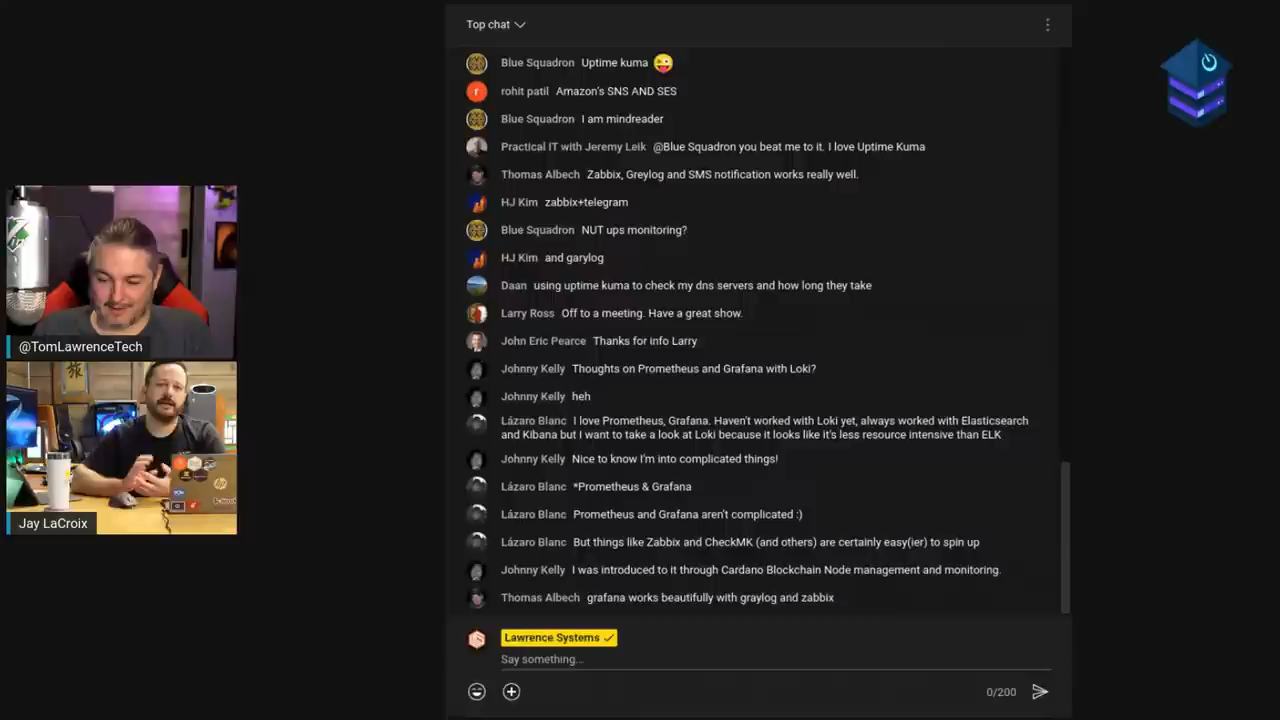 Top chat
Blue Squadron Uptime kuma
rohit patil Amazon's SNS AND SES
Blue Squadron I am mindreader
Practical IT with Jeremy Leik @Blue Squadron you beat me to it. I love Uptime Kuma
Thomas Albech Zabbix, Greylog and SMS notification works really well.
HJ Kim zabbix+telegram
Blue Squadron NUT ups monitoring?
HJ Kim and garylog
Daan using uptime kuma to check my dns servers and how long they take
Larry Ross Off to a meeting. Have a great show.
John Eric Pearce Thanks for info Larry
Johnny Kelly Thoughts on Prometheus and Grafana with Loki?
Johnny Kelly heh
Lázaro Blanc I love Prometheus, Grafana. Haven't worked with Loki yet, always worked with Elasticsearch
and Kibana but I want to take a look at Loki because it looks like it's less resource intensive than ELK
Johnny Kelly Nice to know I'm into complicated things!
Lázaro Blanc *Prometheus & Grafana
Lázaro Blanc Prometheus and Grafana aren't complicated :)
Lázaro Blanc But things like Zabbix and CheckMK (and others) are certainly easy(ier) to spin up
Johnny Kelly I was introduced to it through Cardano Blockchain Node management and monitoring.
Thomas Albech grafana works beautifully with graylog and zabbix
Lawrence Systems
Say something...
0/200
@TomLawrenceTech
Jay LaCroix